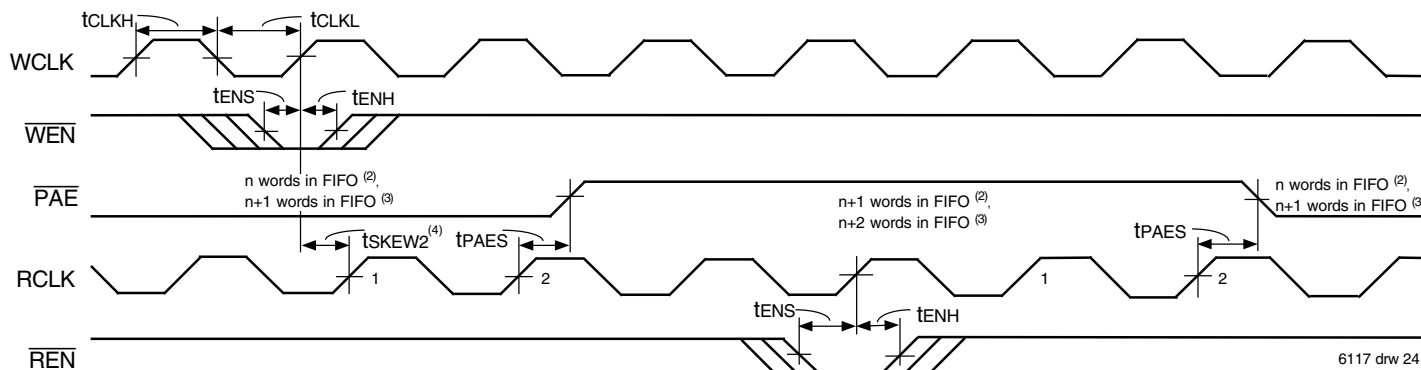 tCLKH tCLKL
WCLK
tENS tENH
WEN
n words in FIFO (2),
n+1 words in FIFO (3)
PAE
n+1 words in FIFO (2),
n+2 words in FIFO (3)
n words in FIFO (2),
n+1 words in FIFO (3
tSKEW2(4) tPAES tPAES
RCLK 1 2 1 2
tENS tENH
REN
6117 drw 24